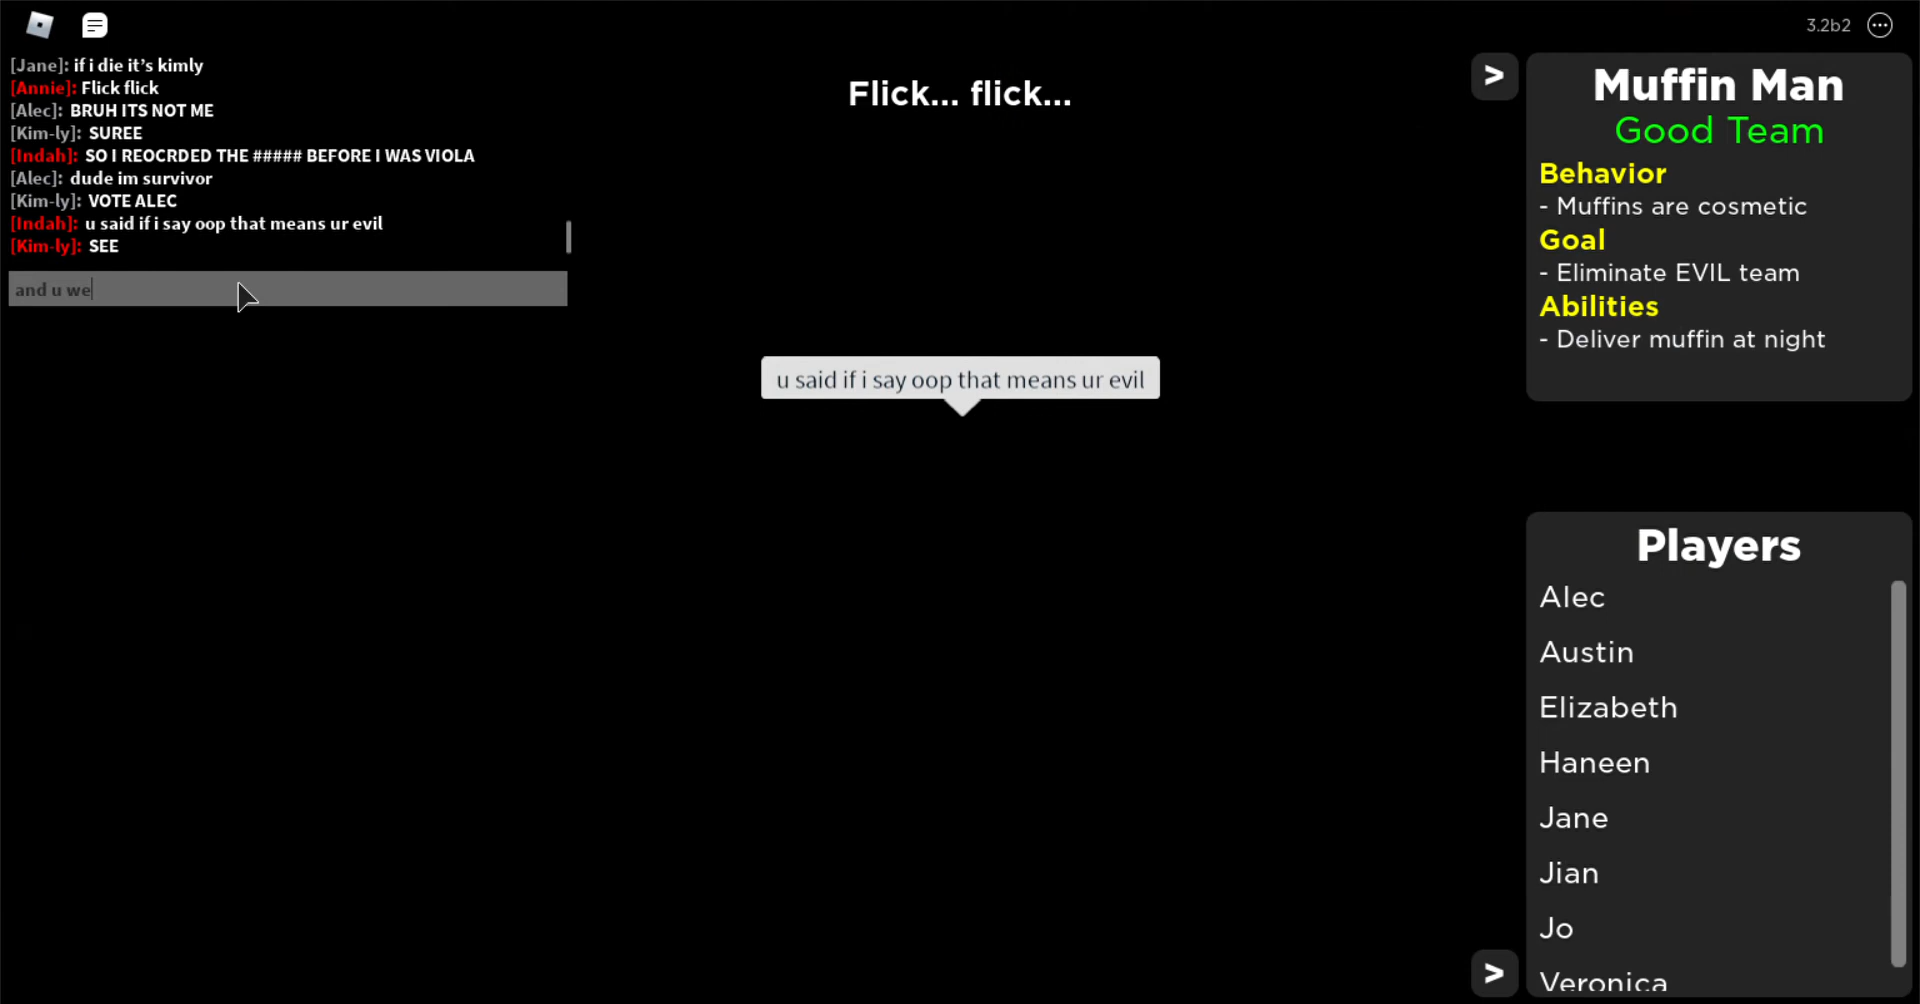 3.2b2
[Jane]: if i die it’s kimly
[Annie]: Flick flick
[Alec]: BRUH ITS NOT ME
[Kim-ly]: SUREE
[Indah]: SO I REOCRDED THE ##### BEFORE I WAS VIOLA
[Alec]: dude im survivor
[Kim-ly]: VOTE ALEC
[Indah]: u said if i say oop that means ur evil
[Kim-ly]: SEE
and u we
Flick... flick...
u said if i say oop that means ur evil
>
Muffin Man
Good Team
Behavior
- Muffins are cosmetic
Goal
- Eliminate EVIL team
Abilities
- Deliver muffin at night
Players
Alec
Austin
Elizabeth
Haneen
Jane
Jian
Jo
Veronica
>